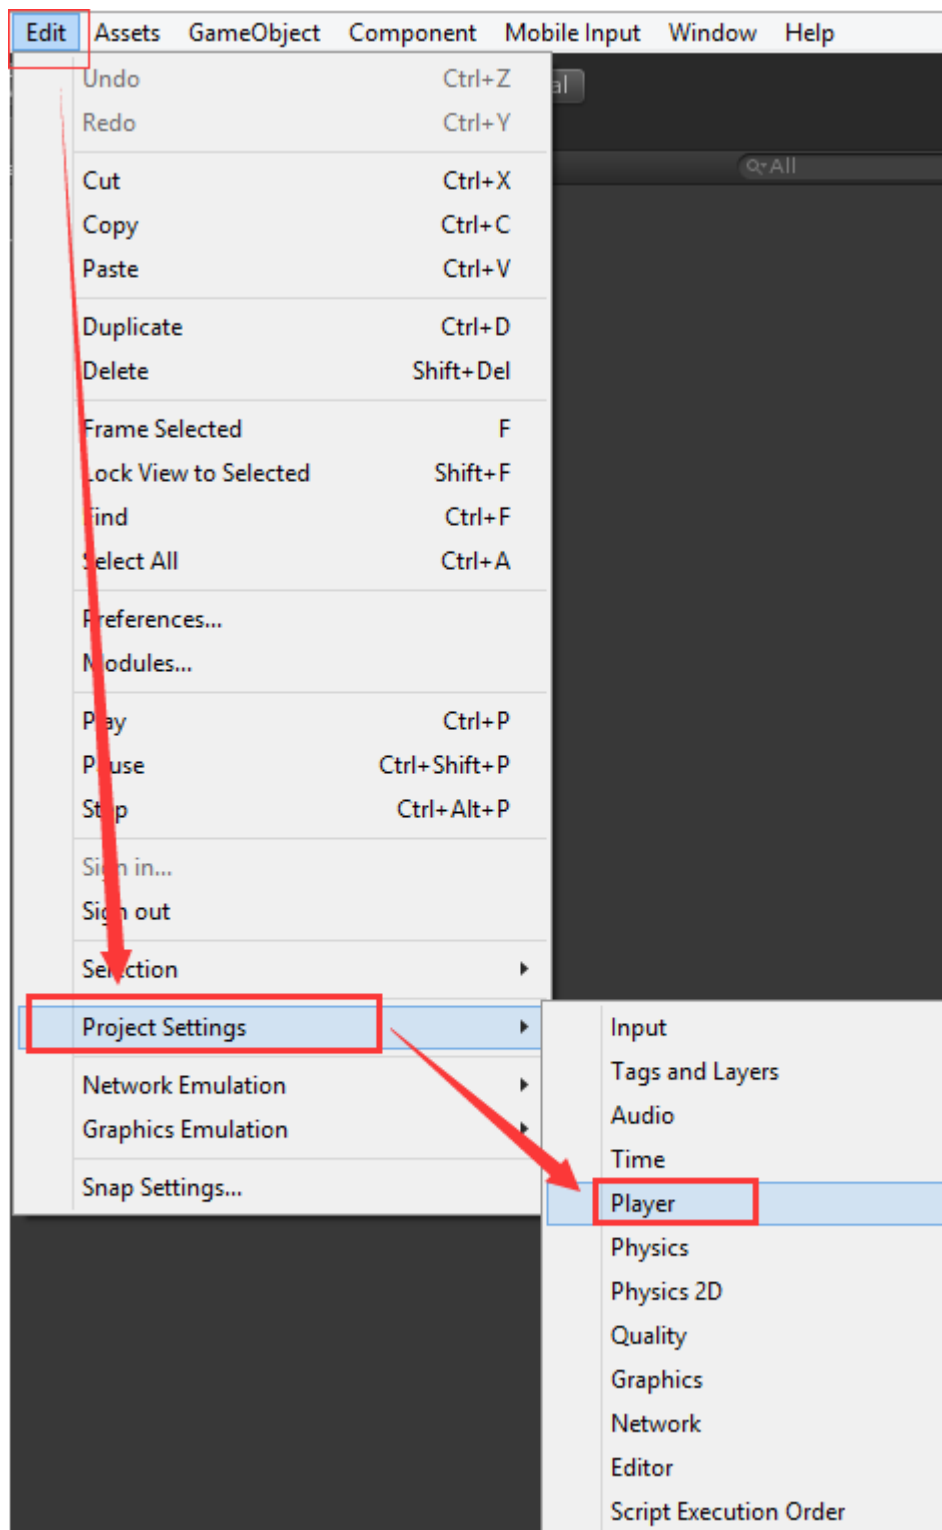 Edit Assets GameObject Component Mobile Input Window Help
Undo Ctrl+Z
Redo Ctrl+Y
All
Cut Ctrl+X
Copy Ctrl+C
Paste Ctrl+V
Duplicate Ctrl+D
Delete Shift+Del
Frame Selected F
Lock View to Selected Shift+F
Find Ctrl+F
Select All Ctrl+A
Preferences...
Modules...
Play Ctrl+P
Pause Ctrl+Shift+P
Step Ctrl+Alt+P
Sign in...
Sign out
Selection
Project Settings
Network Emulation
Graphics Emulation
Snap Settings...
Input
Tags and Layers
Audio
Time
Player
Physics
Physics 2D
Quality
Graphics
Network
Editor
Script Execution Order